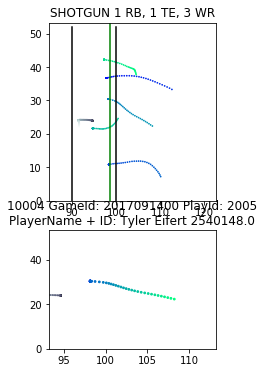 SHOTGUN 1 RB, 1 TE, 3 WR
50
40
30
20
10
0
90 100 110 120
10004 GameId: 2017091400 PlayId: 2005
PlayerName + ID: Tyler Eifert 2540148.0
40
20
0
95 100 105 110